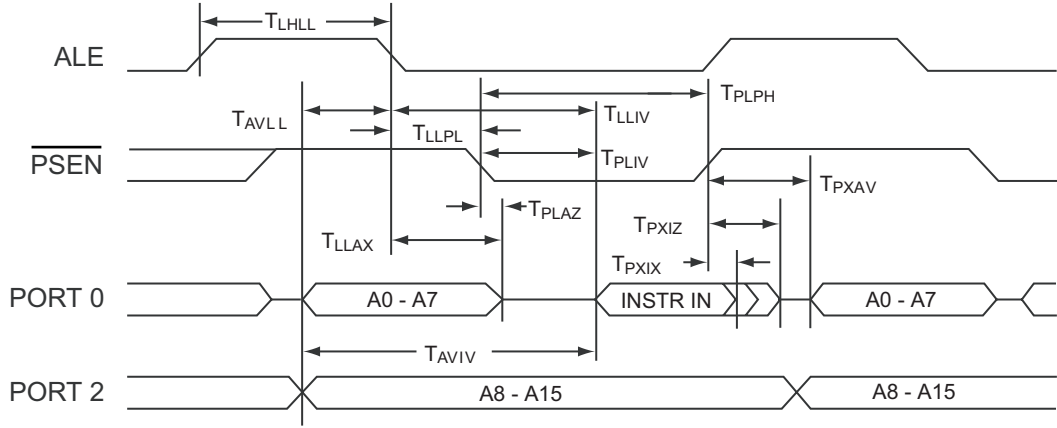 TLHLL
ALE
TPLPH
TAVLL
TLLIV
TLLPL
PSEN
TPLIV
TPXAV
TPLAZ
TLLAX
TPXIZ
TPXIX
PORT 0
A0 - A7
INSTR IN
A0 - A7
TAVIV
PORT 2
A8 - A15
A8 - A15